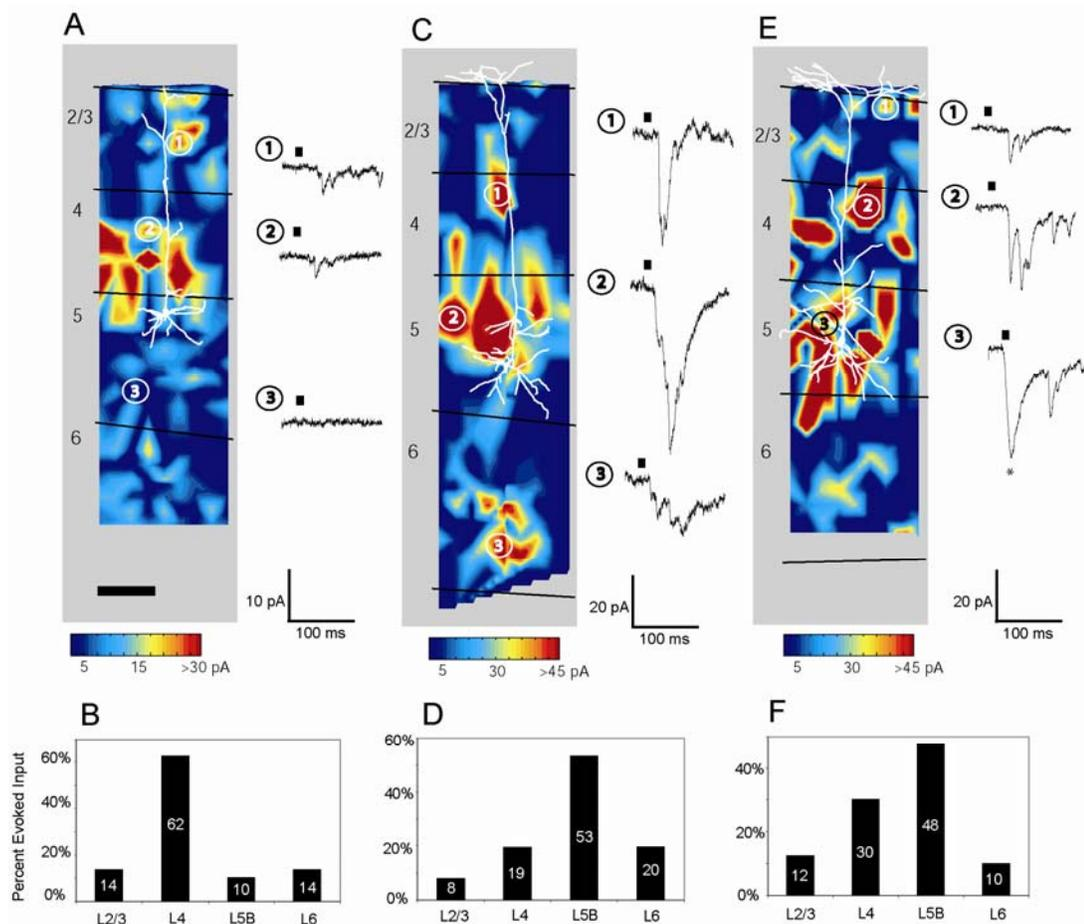 A
2/3
4
5
6
1
2
3
1
2
3
10 pA
100 ms
5 15 >30 pA
C
2/3
4
5
6
1
2
3
1
2
3
20 pA
100 ms
5 30 >45 pA
E
2/3
4
5
6
1
2
3
1
2
3
*
20 pA
100 ms
5 30 >45 pA
B
Percent Evoked Input
60%
40%
20%
0%
14
62
10
14
L2/3 L4 L5B L6
D
60%
40%
20%
0%
8
19
53
20
L2/3 L4 L5B L6
F
40%
20%
0%
12
30
48
10
L2/3 L4 L5B L6